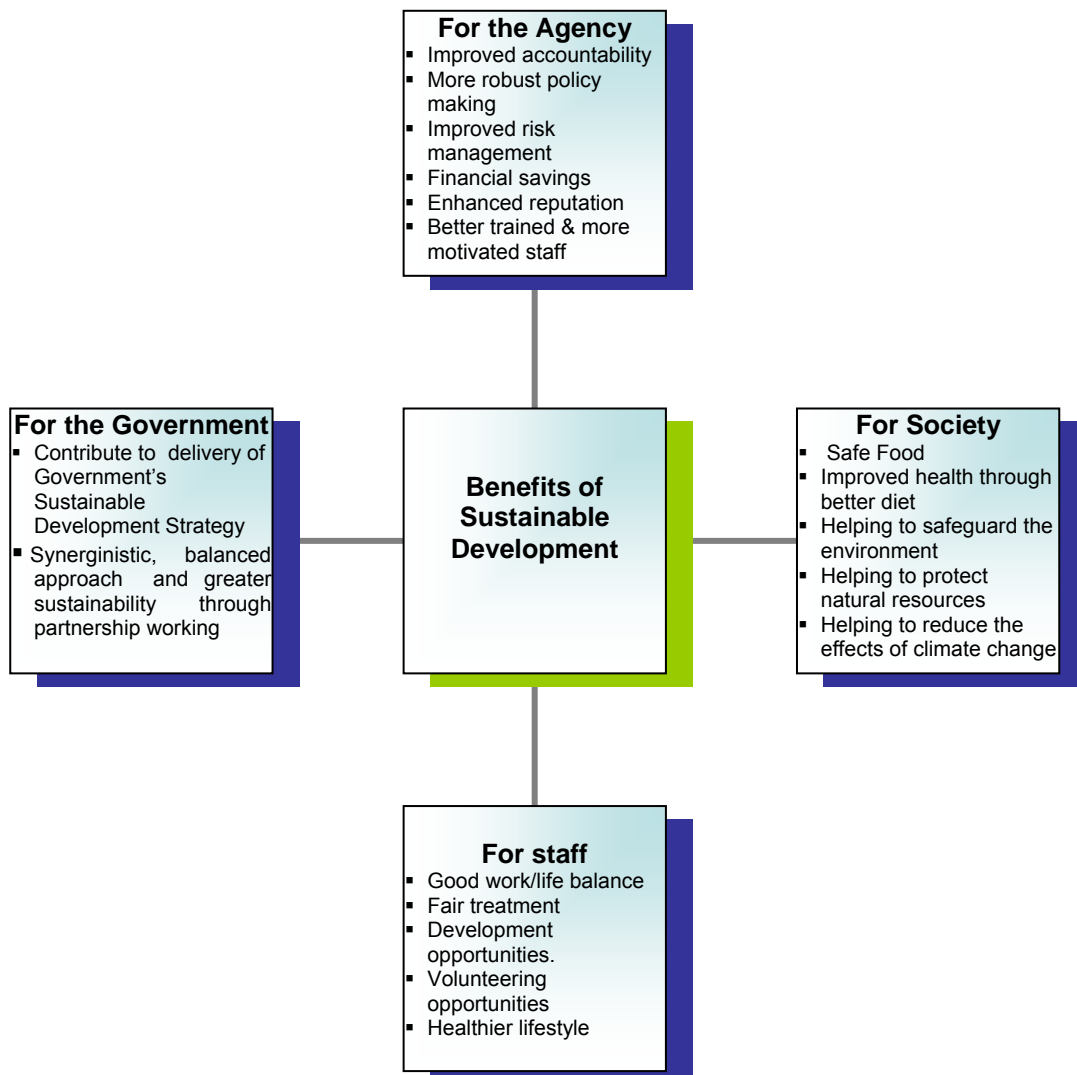 For the Agency
▪ Improved accountability
▪ More robust policy
making
▪ Improved risk
management
▪ Financial savings
▪ Enhanced reputation
▪ Better trained & more
motivated staff
For the Government
▪ Contribute to delivery of
Government’s
Sustainable
Development Strategy
▪ Synerginistic, balanced
approach and greater
sustainability through
partnership working
Benefits of
Sustainable
Development
For Society
▪ Safe Food
▪ Improved health through
better diet
▪ Helping to safeguard the
environment
▪ Helping to protect
natural resources
▪ Helping to reduce the
effects of climate change
For staff
▪ Good work/life balance
▪ Fair treatment
▪ Development
opportunities.
▪ Volunteering
opportunities
▪ Healthier lifestyle